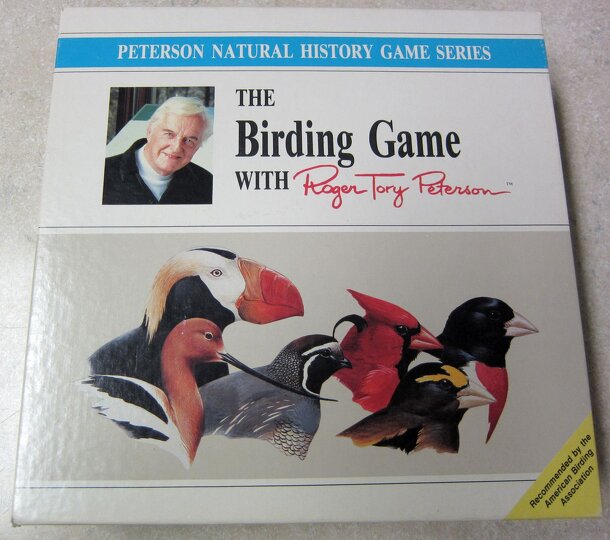 PETERSON NATURAL HISTORY GAME SERIES
THE
Birding Game
WITH Roger Tory Peterson™
Recommended by the
American Birding
Association